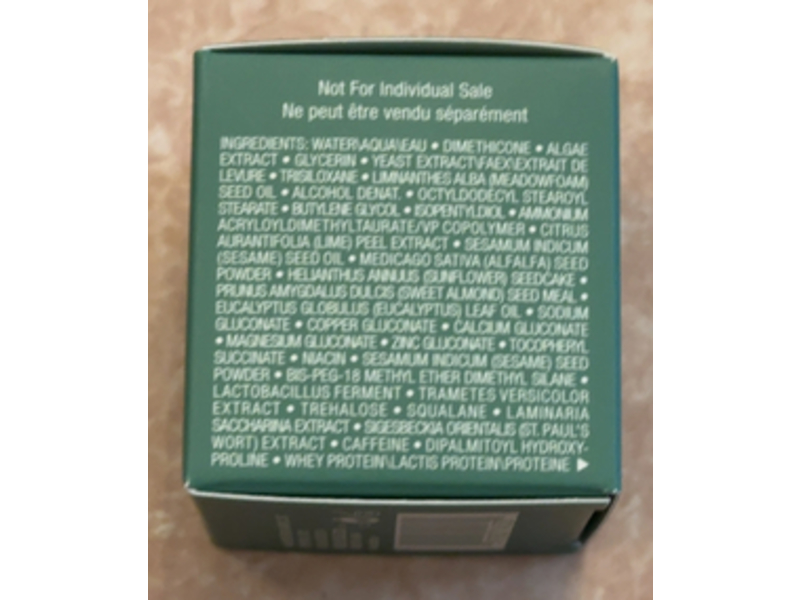 Not For Individual Sale
Ne peut être vendu séparément
INGREDIENTS: WATER\AQUA\EAU • DIMETHICONE • ALGAE
EXTRACT • GLYCERIN • YEAST EXTRACT\FAEX\EXTRAIT DE
LEVURE • TRISILOXANE • LIMNANTHES ALBA (MEADOWFOAM)
SEED OIL • ALCOHOL DENAT. • OCTYLDODECYL STEAROYL
STEARATE • BUTYLENE GLYCOL • ISOPENTYLDIOL • AMMONIUM
ACRYLOYLDIMETHYLTAURATE/VP COPOLYMER • CITRUS
AURANTIFOLIA (LIME) PEEL EXTRACT • SESAMUM INDICUM
(SESAME) SEED OIL • MEDICAGO SATIVA (ALFALFA) SEED
POWDER • HELIANTHUS ANNUUS (SUNFLOWER) SEEDCAKE •
PRUNUS AMYGDALUS DULCIS (SWEET ALMOND) SEED MEAL •
EUCALYPTUS GLOBULUS (EUCALYPTUS) LEAF OIL • SODIUM
GLUCONATE • COPPER GLUCONATE • CALCIUM GLUCONATE
• MAGNESIUM GLUCONATE • ZINC GLUCONATE • TOCOPHERYL
SUCCINATE • NIACIN • SESAMUM INDICUM (SESAME) SEED
POWDER • BIS-PEG-18 METHYL ETHER DIMETHYL SILANE •
LACTOBACILLUS FERMENT • TRAMETES VERSICOLOR
EXTRACT • TREHALOSE • SQUALANE • LAMINARIA
SACCHARINA EXTRACT • SIGESBECKIA ORIENTALIS (ST. PAUL'S
WORT) EXTRACT • CAFFEINE • DIPALMITOYL HYDROXY-
PROLINE • WHEY PROTEIN\LACTIS PROTEIN\PROTEINE ▶